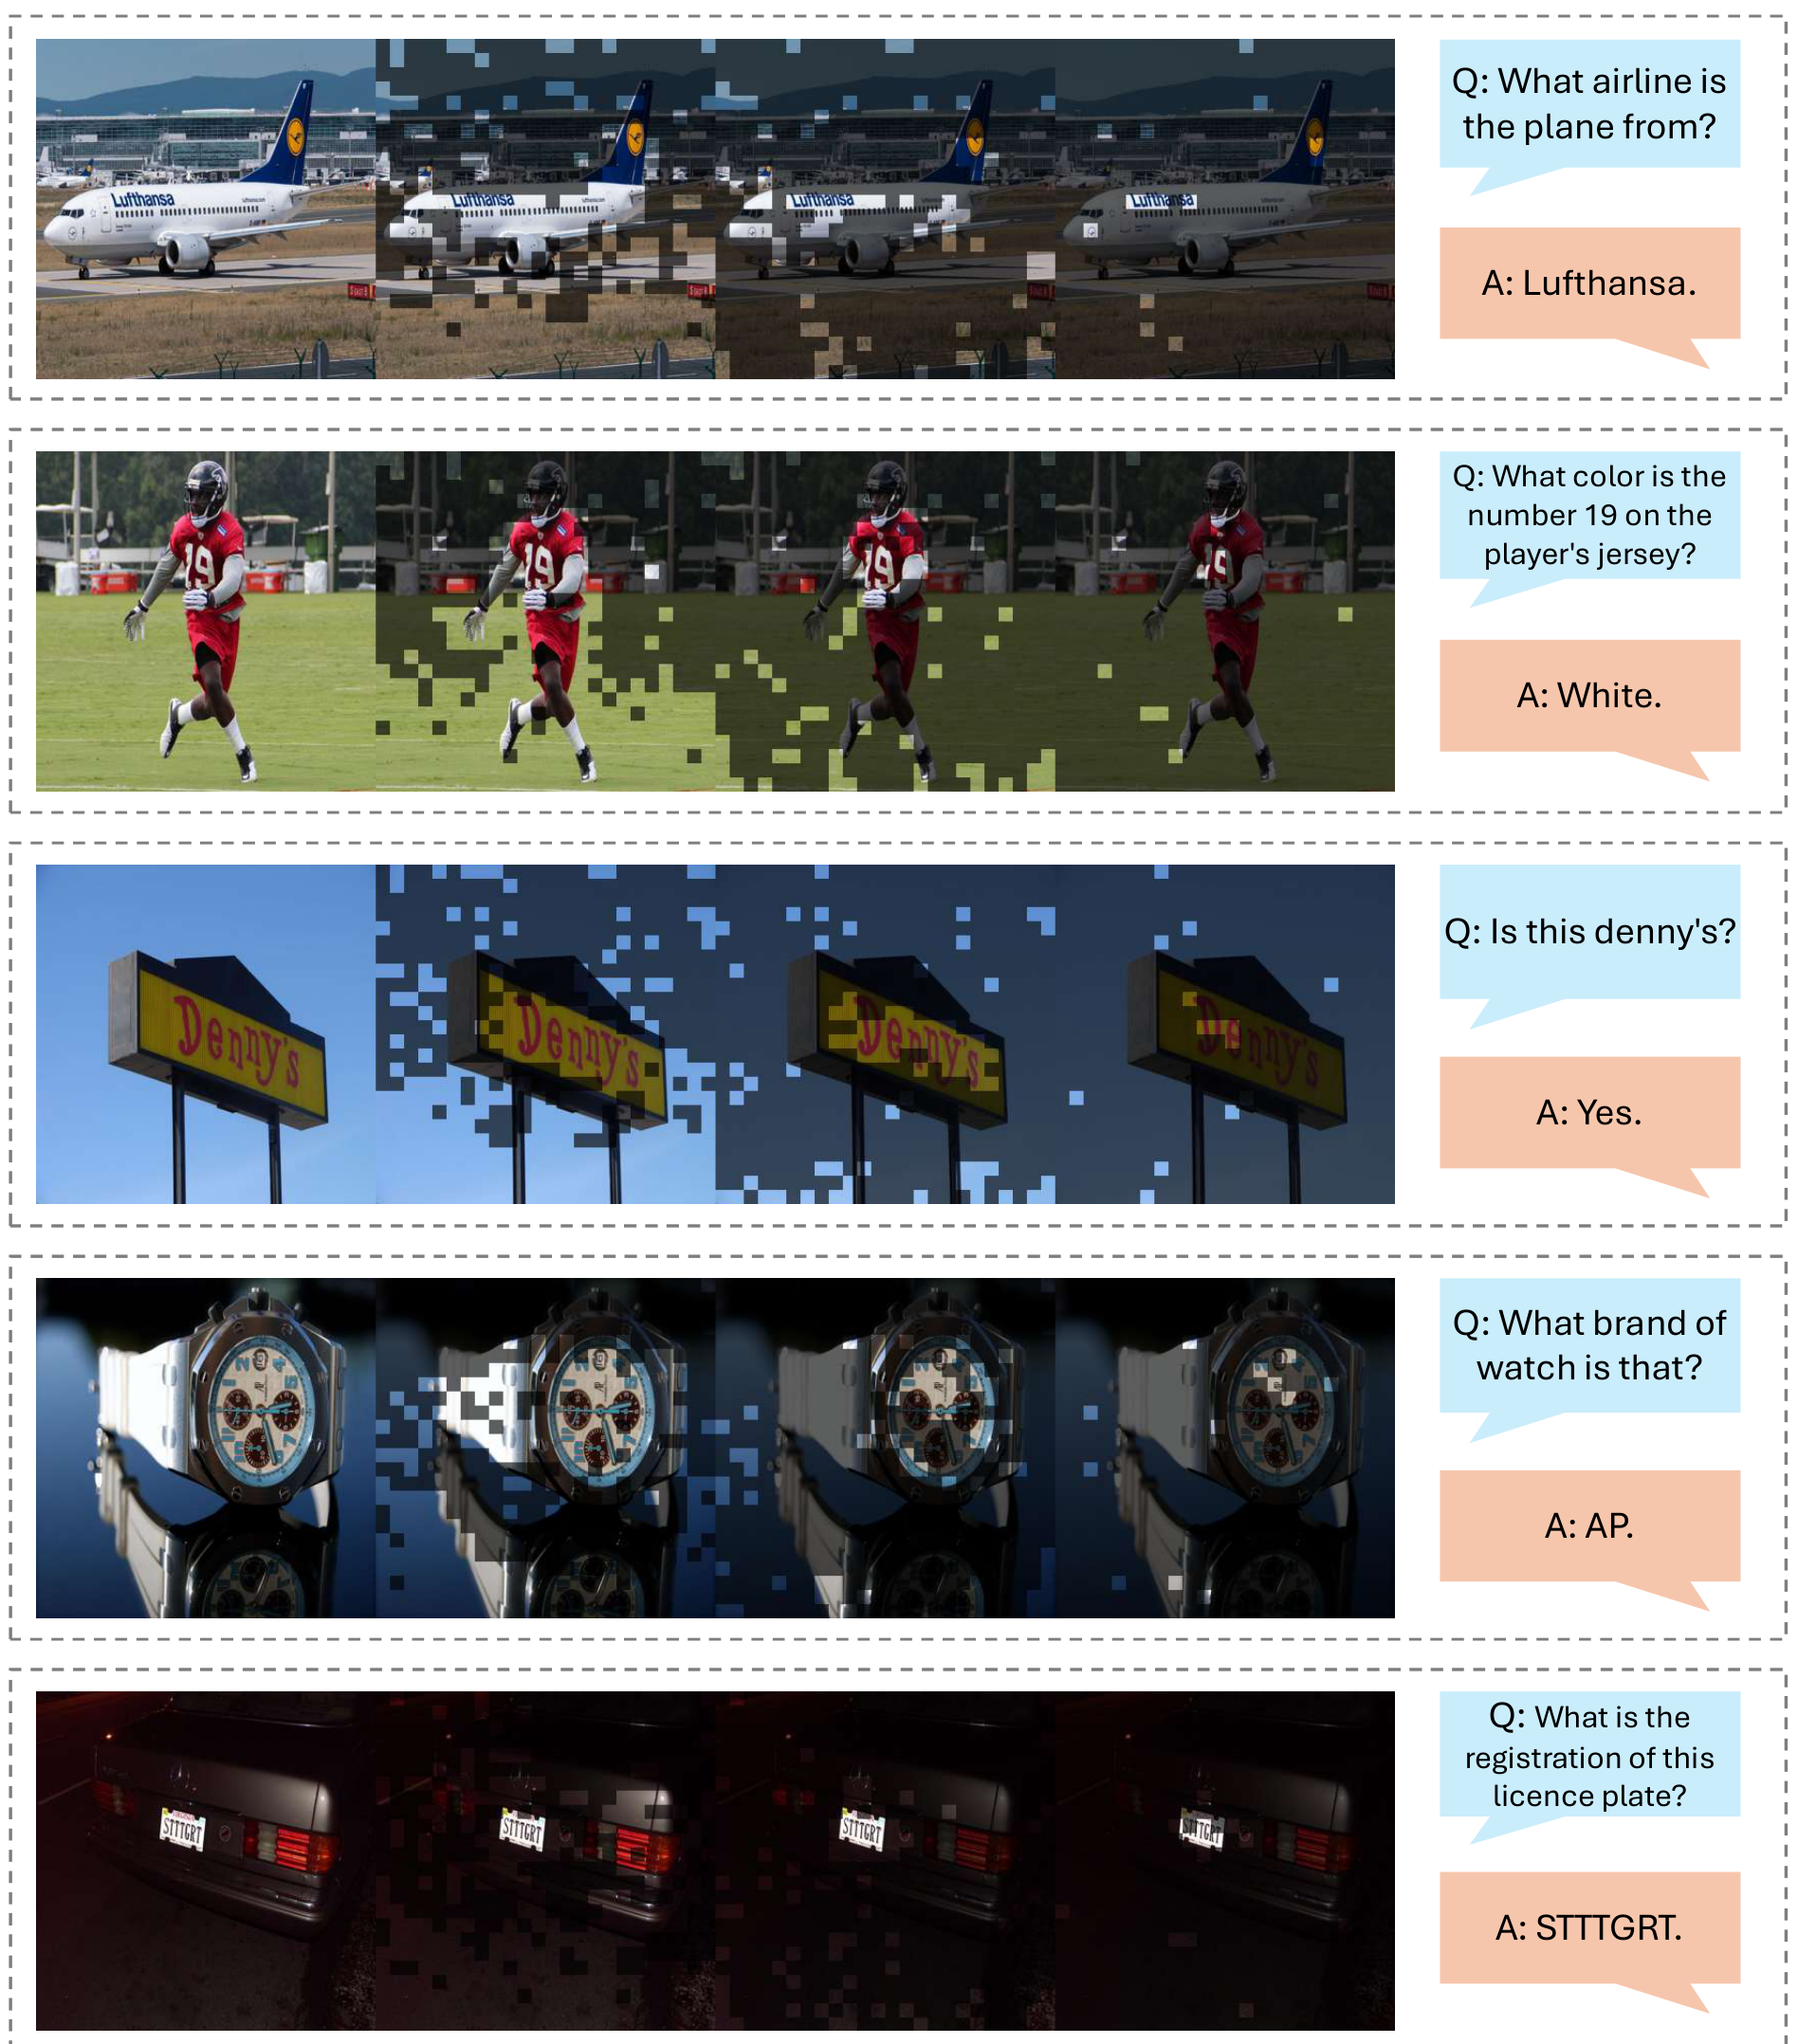 Lufthansa
Lufthansa
Lufthansa
Lufthansa
Q: What airline is
the plane from?
A: Lufthansa.
19
19
19
19
Q: What color is the
number 19 on the
player's jersey?
A: White.
Denny's
Denny's
Denny's
Denny's
Q: Is this denny's?
A: Yes.
Q: What brand of
watch is that?
A: AP.
STTTGRT
STTTGRT
STTTGRT
STTTGRT
Q: What is the
registration of this
licence plate?
A: STTTGRT.